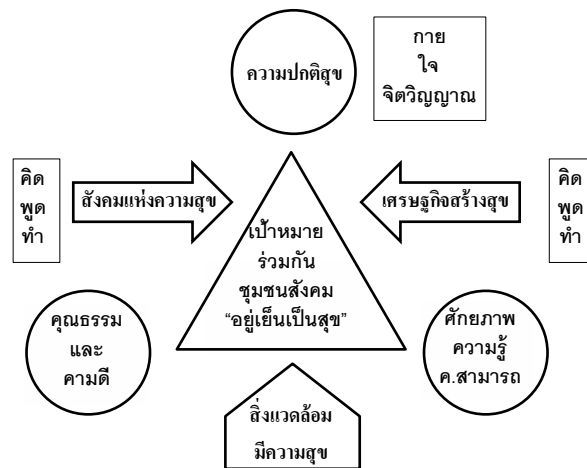 ความปกติสุข
กาย
ใจ
จิตวิญญาณ
คิด
พูด
ทำ
สังคมแห่งความสุข
เศรษฐกิจสร้างสุข
คิด
พูด
ทำ
เป้าหมาย
ร่วมกัน
ชุมชนสังคม
“อยู่เย็นเป็นสุข”
คุณธรรม
และ
คามดี
ศักยภาพ
ความรู้
ค.สามารถ
สิ่งแวดล้อม
มีความสุข